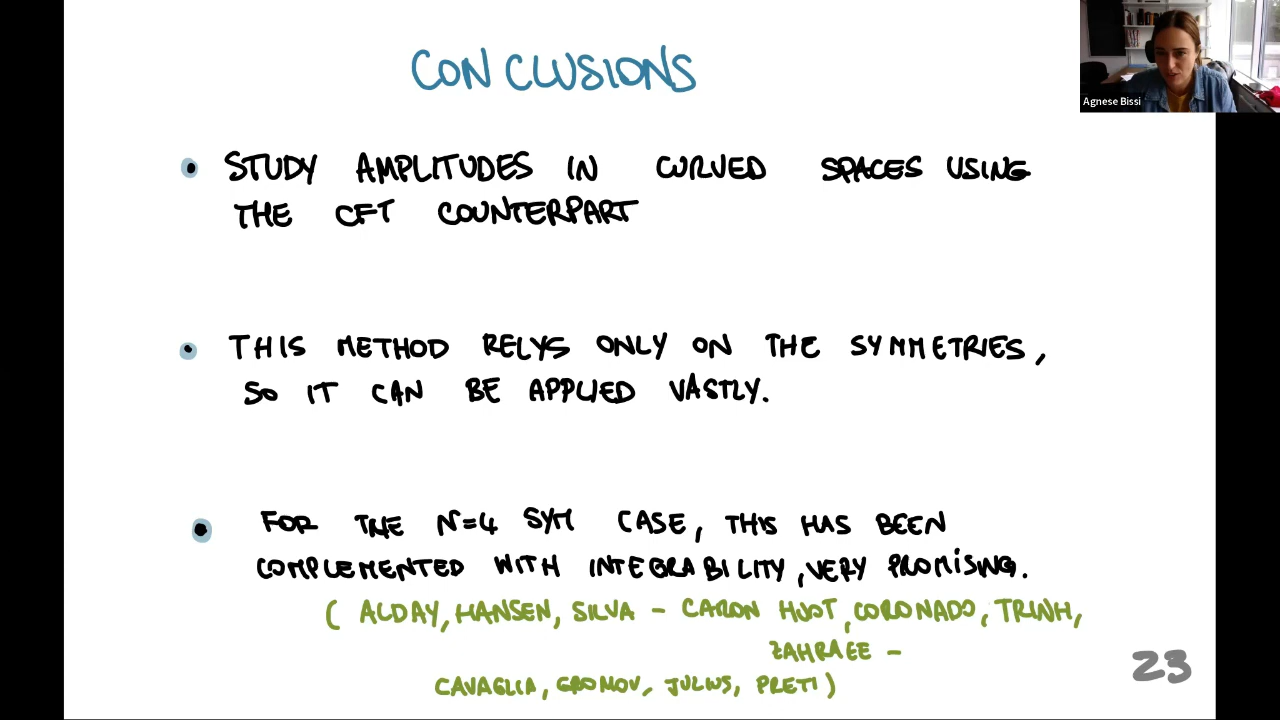 CONCLUSIONS
Agnese Bissi
• STUDY AMPLITUDES IN CURVED SPACES USING
THE CFT COUNTERPART
• THIS METHOD RELYS ONLY ON THE SYMMETRIES,
SO IT CAN BE APPLIED VASTLY.
• FOR THE N=4 SYM CASE, THIS HAS BEEN
COMPLEMENTED WITH INTEGRABILITY, VERY PROMISING.
( ALDAY, HANSEN, SILVA - CARON HUOT, CORONADO, TRINH,
ZAHRAEE -
CAVAGLIA, GROMOV, JULIUS, PRETI )
23